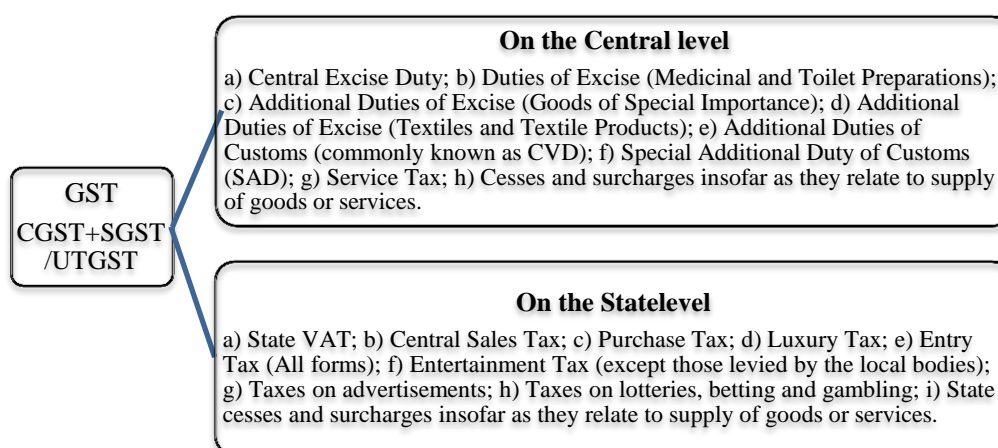 On the Central level
a) Central Excise Duty; b) Duties of Excise (Medicinal and Toilet Preparations);
c) Additional Duties of Excise (Goods of Special Importance); d) Additional
Duties of Excise (Textiles and Textile Products); e) Additional Duties of
Customs (commonly known as CVD); f) Special Additional Duty of Customs
(SAD); g) Service Tax; h) Cesses and surcharges insofar as they relate to supply
of goods or services.
GST
CGST+SGST
/UTGST
On the Statelevel
a) State VAT; b) Central Sales Tax; c) Purchase Tax; d) Luxury Tax; e) Entry
Tax (All forms); f) Entertainment Tax (except those levied by the local bodies);
g) Taxes on advertisements; h) Taxes on lotteries, betting and gambling; i) State
cesses and surcharges insofar as they relate to supply of goods or services.